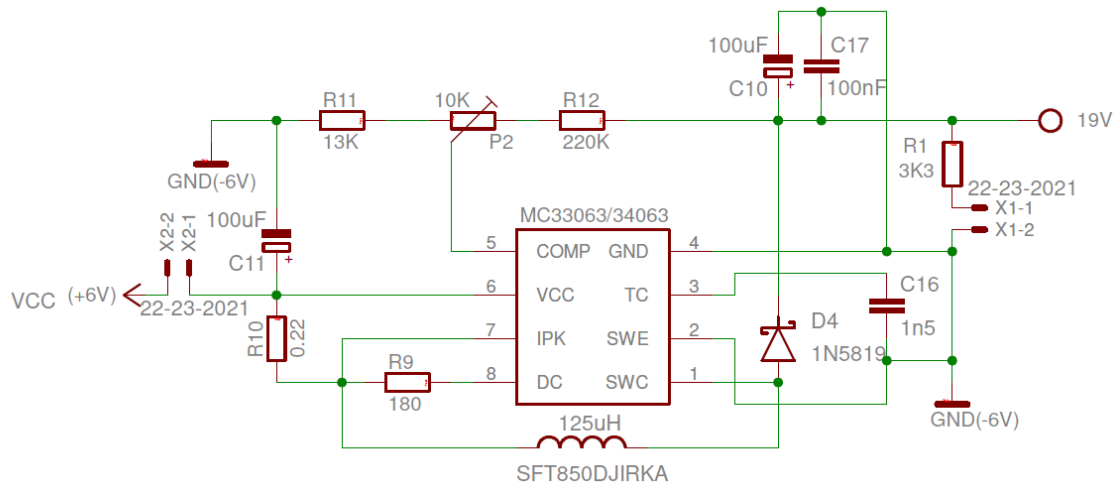 100uF
C17
C10
+
100nF
R11
10K
R12
19V
13K
P2
220K
R1
3K3
GND(-6V)
22-23-2021
X1-1
X1-2
MC33063/34063
X2-2
X2-1
100uF
C11
+
5
COMP
GND
4
VCC (+6V)
22-23-2021
6
VCC
TC
3
C16
1n5
R10
0.22
7
IPK
SWE
2
D4
1N5819
R9
180
8
DC
SWC
1
GND(-6V)
125uH
SFT850DJIRKA